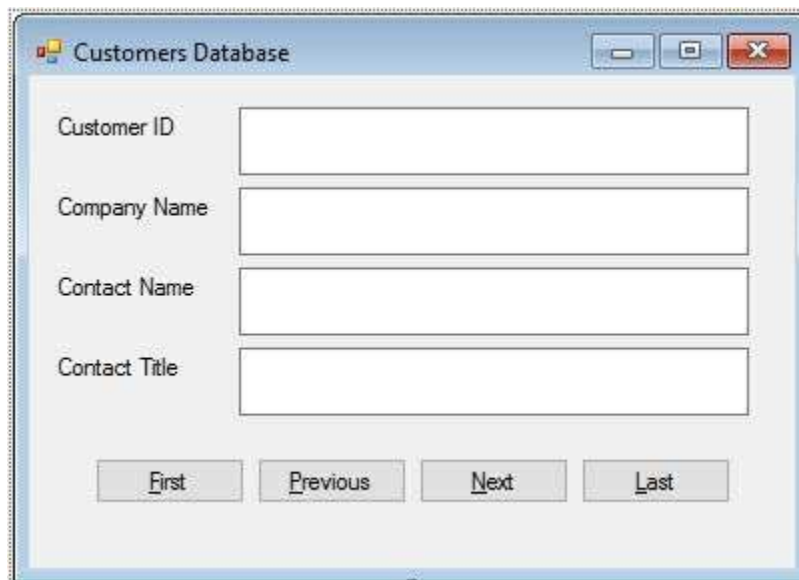 Customers Database
Customer ID
Company Name
Contact Name
Contact Title
First Previous Next Last